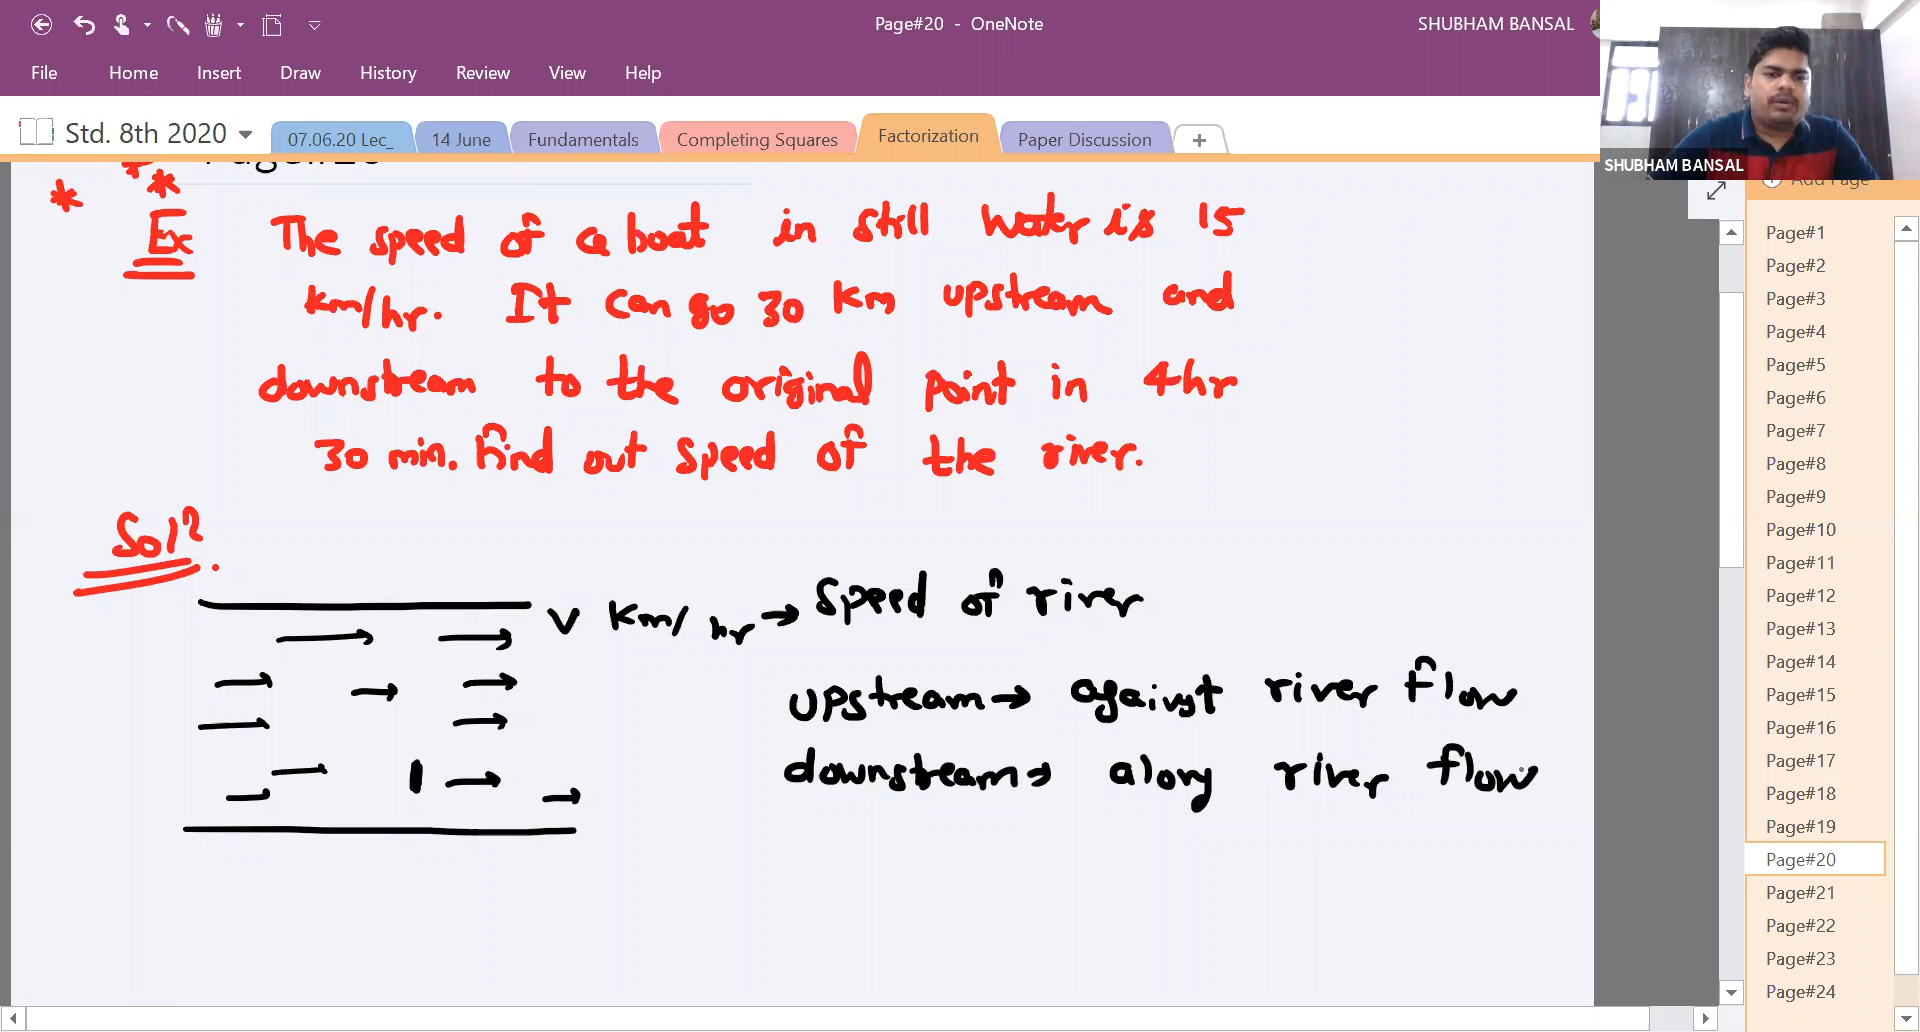 Page#20 - OneNote
SHUBHAM BANSAL
File Home Insert Draw History Review View Help
Std. 8th 2020
07.06.20 Lec_
14 June
Fundamentals
Completing Squares
Factorization
Paper Discussion
+
SHUBHAM BANSAL
Add Page
Ex The speed of a boat in still water is 15
km/hr. It can go 30 km upstream and
downstream to the original point in 4hr
30 min. Find out speed of the river.
Solⁿ.
v km/hr → speed of river
upstream → against river flow
downstream → along river flow
Page#1
Page#2
Page#3
Page#4
Page#5
Page#6
Page#7
Page#8
Page#9
Page#10
Page#11
Page#12
Page#13
Page#14
Page#15
Page#16
Page#17
Page#18
Page#19
Page#20
Page#21
Page#22
Page#23
Page#24